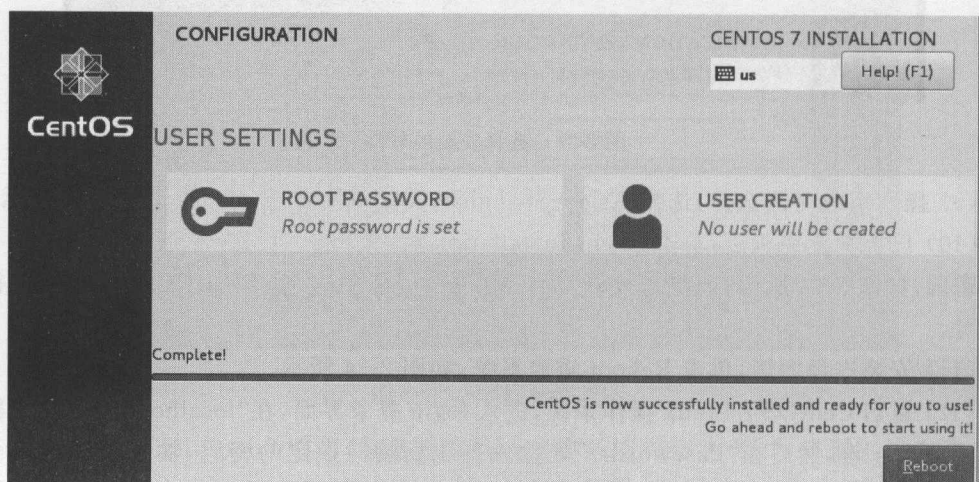 CONFIGURATION
CENTOS 7 INSTALLATION
us
Help! (F1)
CentOS
USER SETTINGS
ROOT PASSWORD
Root password is set
USER CREATION
No user will be created
Complete!
CentOS is now successfully installed and ready for you to use!
Go ahead and reboot to start using it!
Reboot